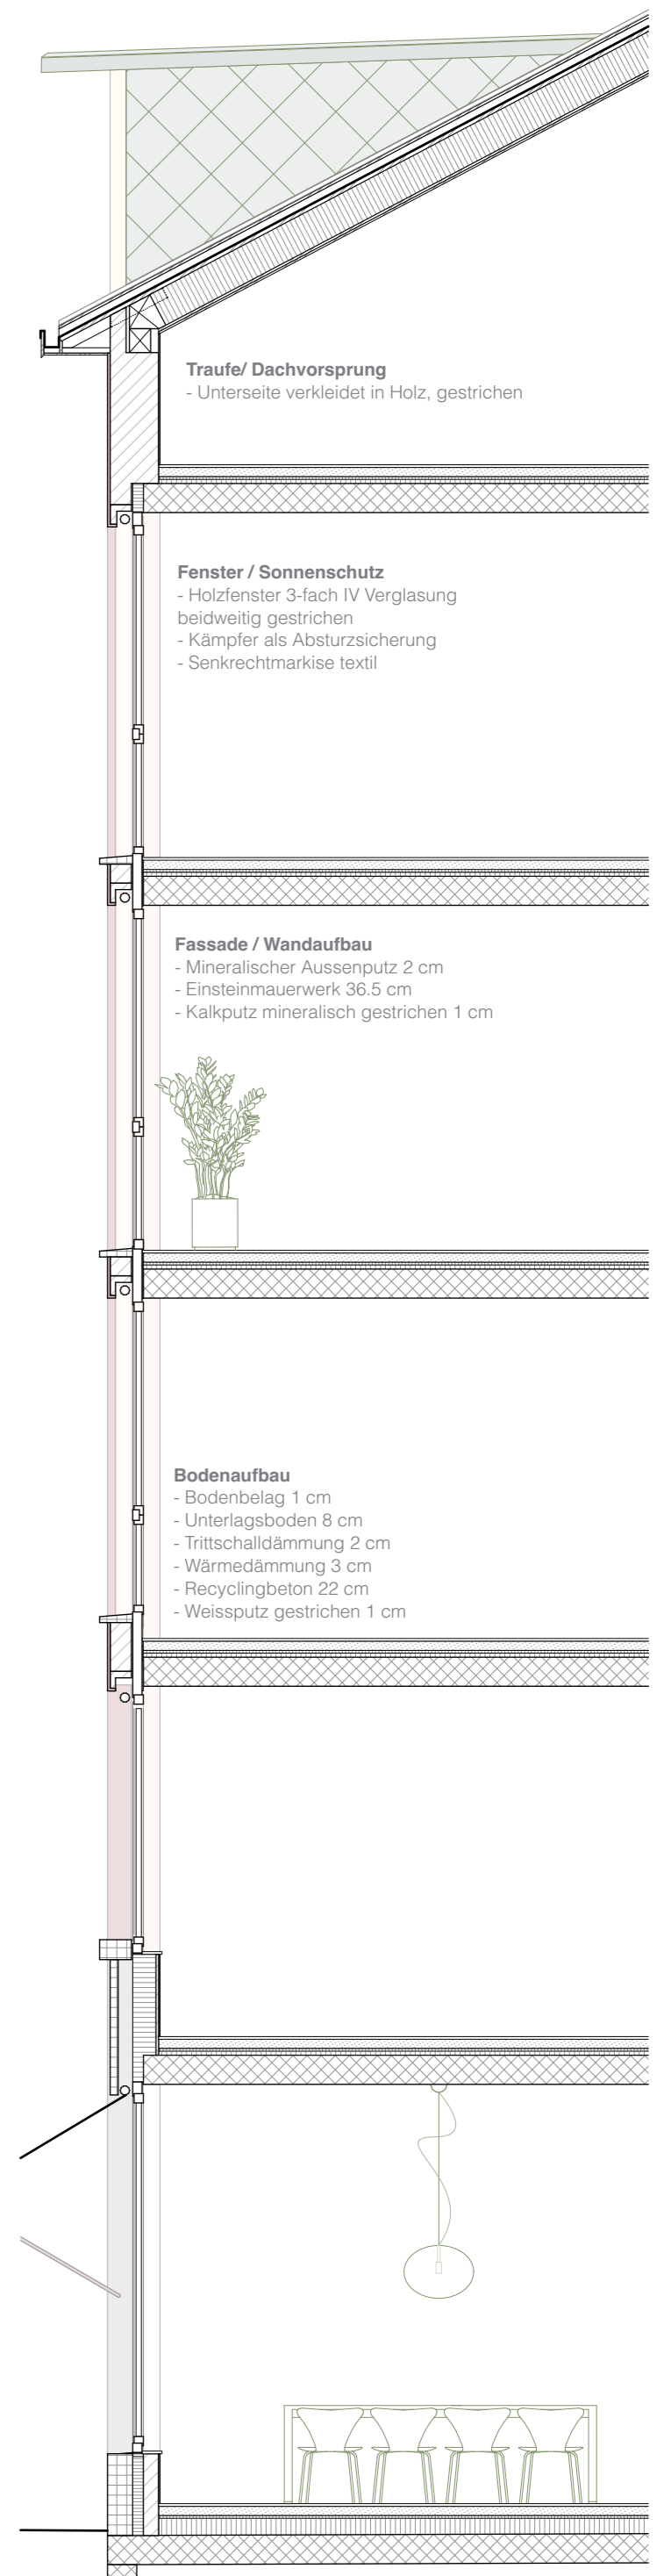 Traufe/ Dachvorsprung
- Unterseite verkleidet in Holz, gestrichen
Fenster / Sonnenschutz
- Holzfenster 3-fach IV Verglasung
beidweitig gestrichen
- Kämpfer als Absturzsicherung
- Senkrechtmarkise textil
Fassade / Wandaufbau
- Mineralischer Aussenputz 2 cm
- Einsteinmauerwerk 36.5 cm
- Kalkputz mineralisch gestrichen 1 cm
Bodenaufbau
- Bodenbelag 1 cm
- Unterlagsboden 8 cm
- Trittschalldämmung 2 cm
- Wärmedämmung 3 cm
- Recyclingbeton 22 cm
- Weissputz gestrichen 1 cm